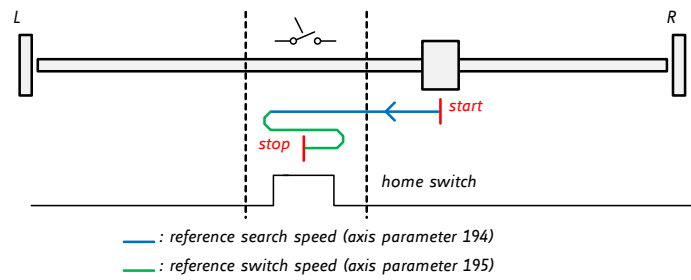 L
R
start
stop
home switch
: reference search speed (axis parameter 194)
: reference switch speed (axis parameter 195)